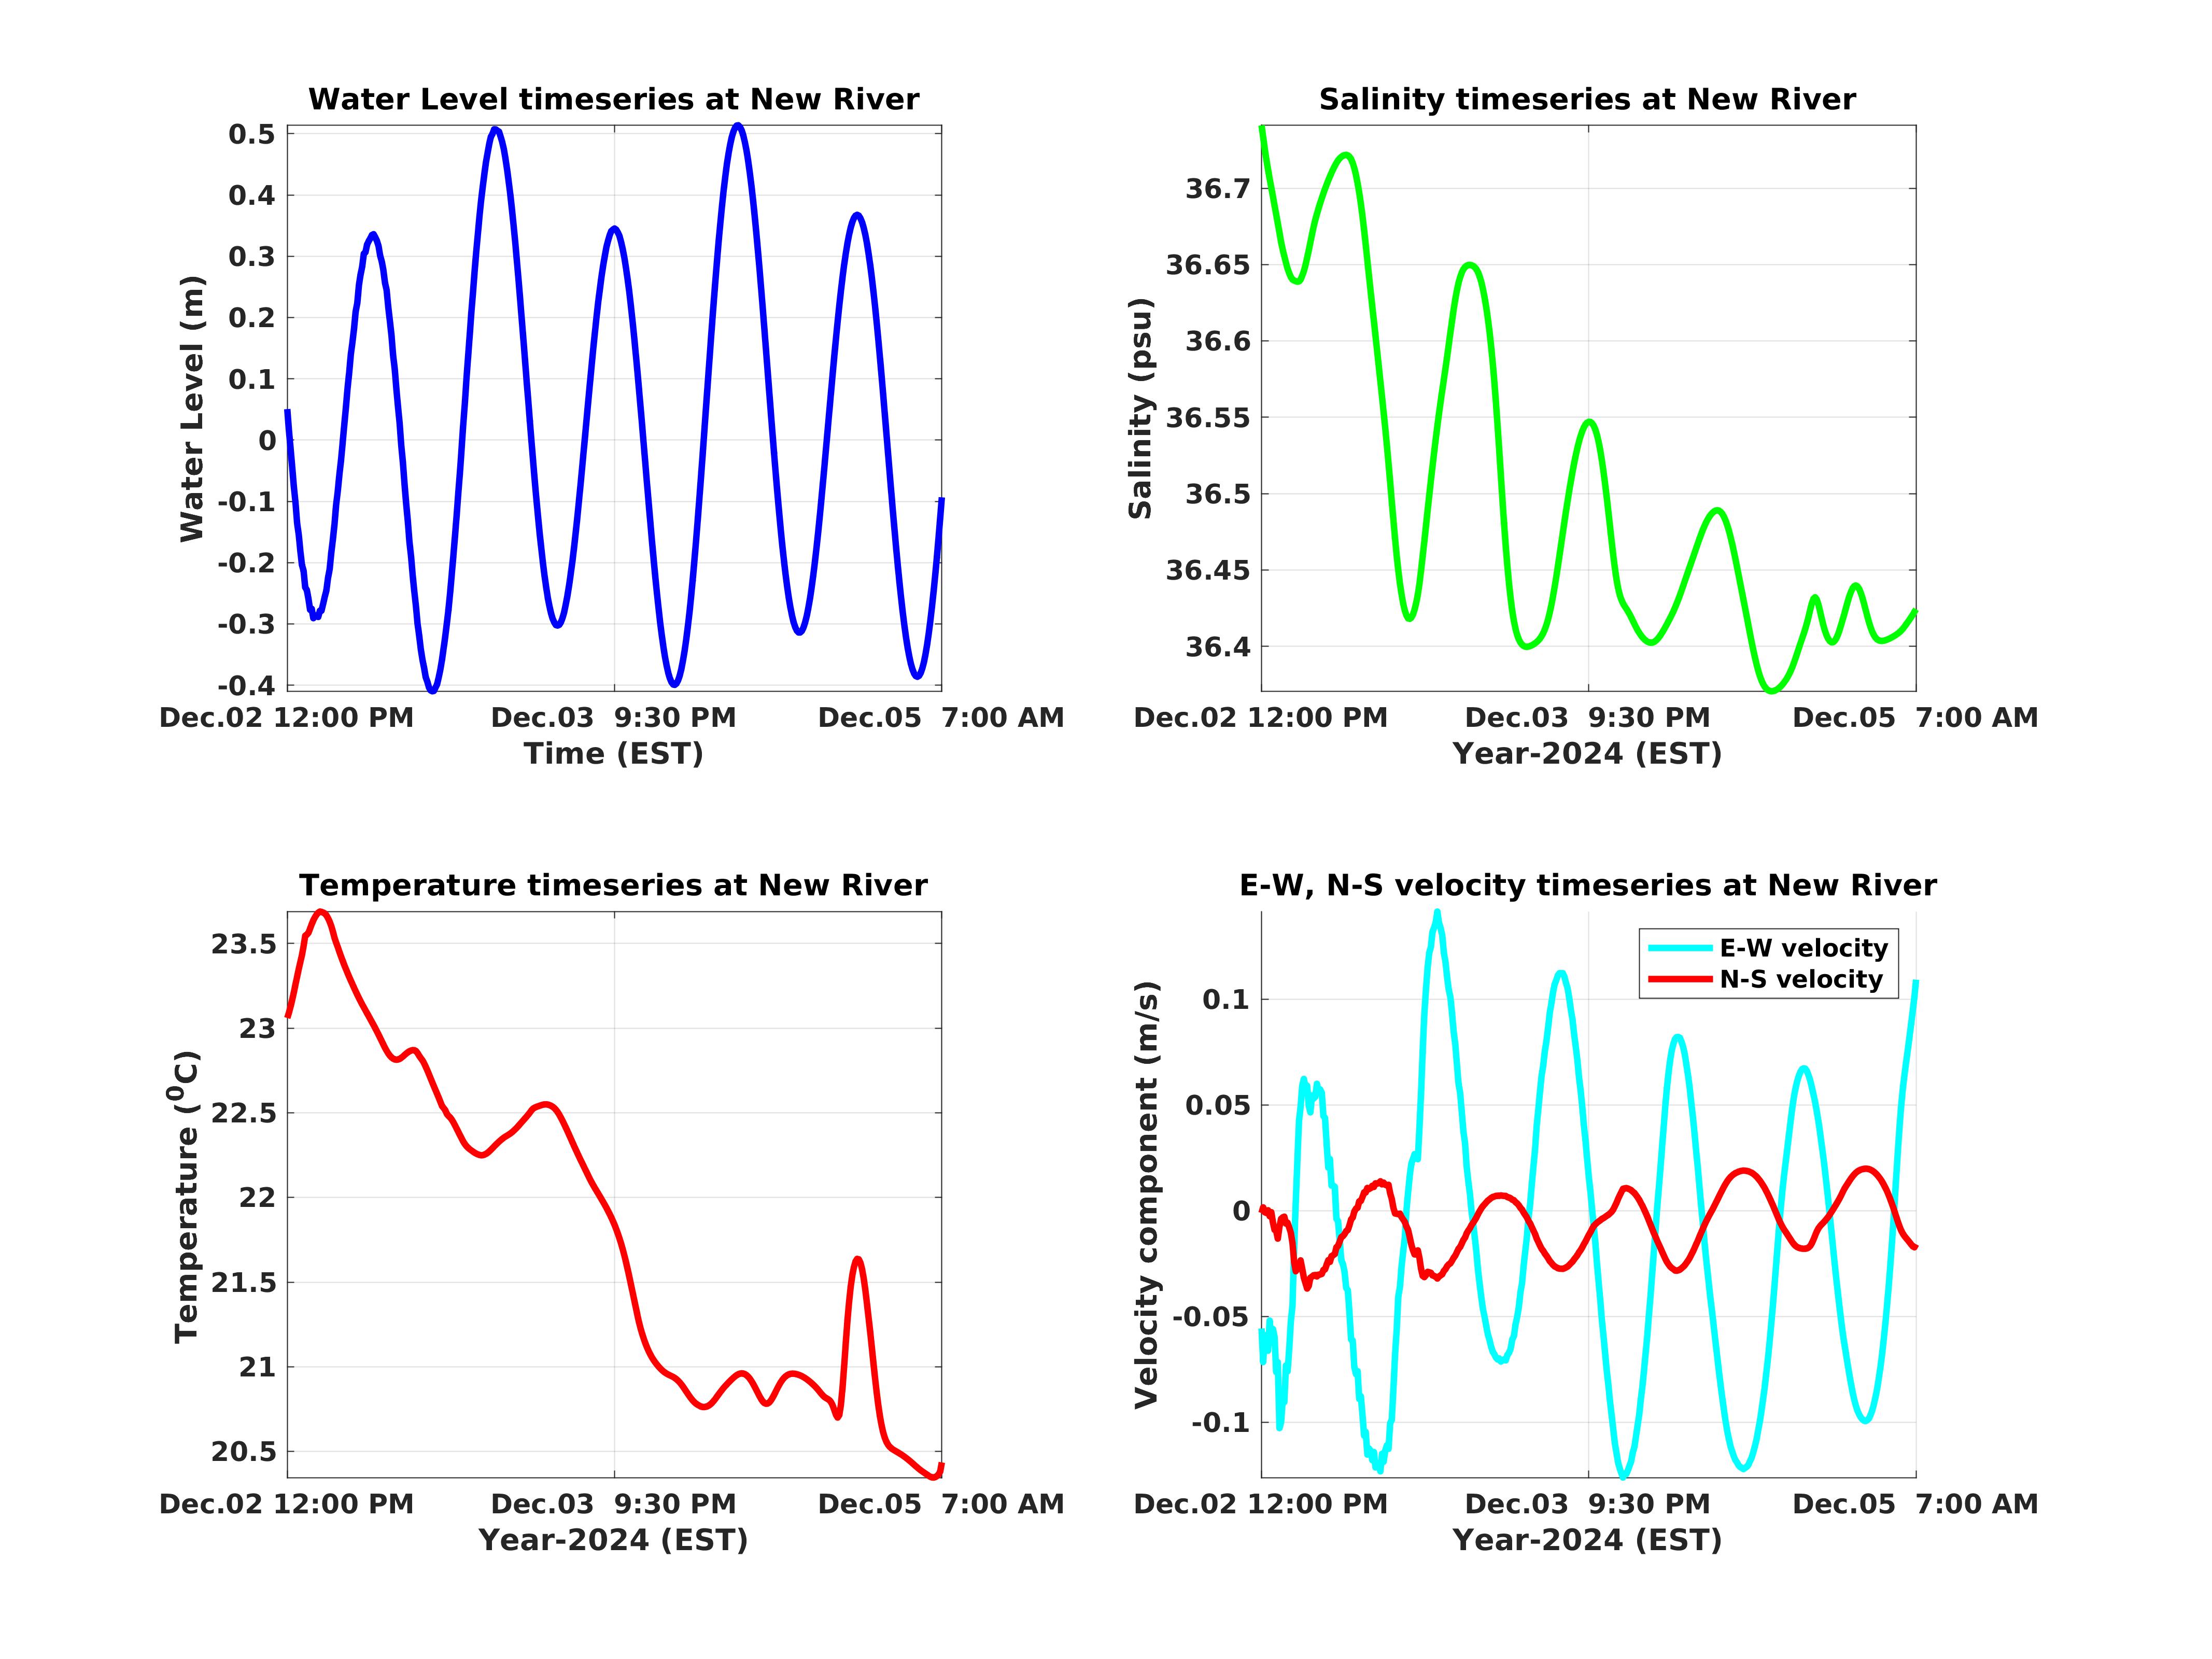 Water Level timeseries at New River
0.5
0.4
0.3
0.2
0.1
0
-0.1
-0.2
-0.3
-0.4
Water Level (m)
Dec.02 12:00 PM
Dec.03 9:30 PM
Dec.05 7:00 AM
Time (EST)
Salinity timeseries at New River
36.7
36.65
36.6
36.55
36.5
36.45
36.4
Salinity (psu)
Dec.02 12:00 PM
Dec.03 9:30 PM
Dec.05 7:00 AM
Year-2024 (EST)
Temperature timeseries at New River
23.5
23
22.5
22
21.5
21
20.5
Temperature (⁰C)
Dec.02 12:00 PM
Dec.03 9:30 PM
Dec.05 7:00 AM
Year-2024 (EST)
E-W, N-S velocity timeseries at New River
E-W velocity
N-S velocity
0.1
0.05
0
-0.05
-0.1
Velocity component (m/s)
Dec.02 12:00 PM
Dec.03 9:30 PM
Dec.05 7:00 AM
Year-2024 (EST)